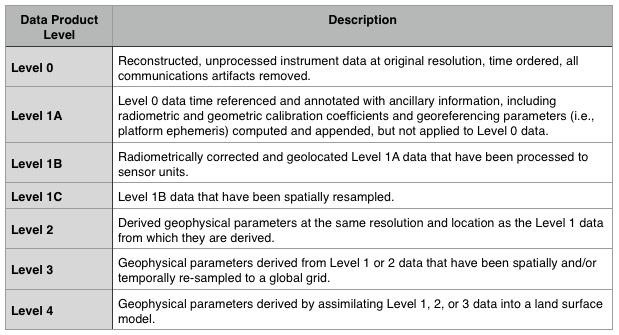 Data Product Description
Level
Level 0
Reconstructed, unprocessed instrument data at original resolution, time ordered, all
communications artifacts removed.
Level 1A
Level 0 data time referenced and annotated with ancillary information, including
radiometric and geometric calibration coefficients and georeferencing parameters (i.e.,
platform ephemeris) computed and appended, but not applied to Level 0 data.
Level 1B
Radiometrically corrected and geolocated Level 1A data that have been processed to
sensor units.
Level 1C
Level 1B data that have been spatially resampled.
Level 2
Derived geophysical parameters at the same resolution and location as the Level 1 data
from which they are derived.
Level 3
Geophysical parameters derived from Level 1 or 2 data that have been spatially and/or
temporally re-sampled to a global grid.
Level 4
Geophysical parameters derived by assimilating Level 1, 2, or 3 data into a land surface
model.